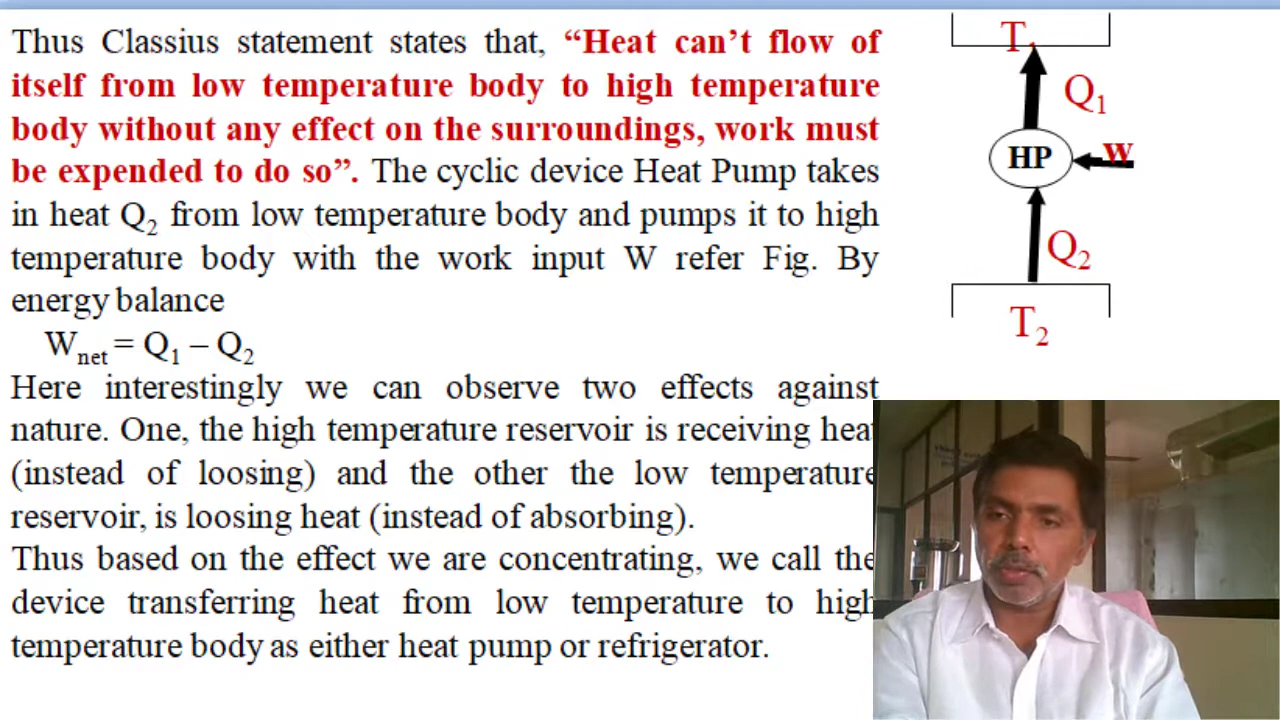 Thus Classius statement states that, “Heat can’t flow of
itself from low temperature body to high temperature
body without any effect on the surroundings, work must
be expended to do so”. The cyclic device Heat Pump takes
in heat Q2 from low temperature body and pumps it to high
temperature body with the work input W refer Fig. By
energy balance
Wnet = Q1 – Q2
Here interestingly we can observe two effects against
nature. One, the high temperature reservoir is receiving heat
(instead of loosing) and the other the low temperature
reservoir, is loosing heat (instead of absorbing).
Thus based on the effect we are concentrating, we call the
device transferring heat from low temperature to high
temperature body as either heat pump or refrigerator.
T1
Q1
HP
W
Q2
T2